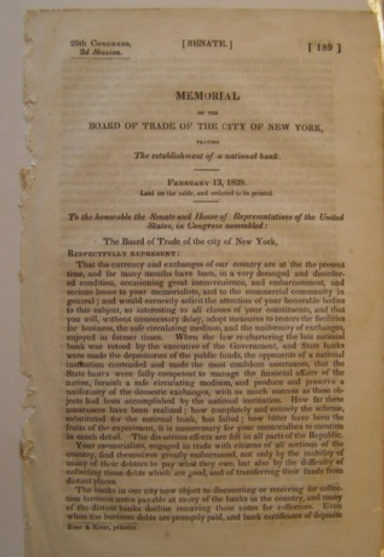 25th Congress,
2d Session.
[SENATE.]
[ 189 ]
MEMORIAL
OF THE
BOARD OF TRADE OF THE CITY OF NEW YORK,
PRAYING
The establishment of a national bank.
February 13, 1838.
Laid on the table, and ordered to be printed.
To the honorable the Senate and House of Representatives of the United
States, in Congress assembled:
The Board of Trade of the city of New York,
Respectfully represent:
That the currency and exchanges of our country are at the present
time, and for many months have been, in a very deranged and disorder-
ed condition, occasioning great inconvenience, and embarrassment, and
serious losses to your memorialists, and to the commercial community in
general; and would earnestly solicit the attention of your honorable bodies
to this subject, so interesting to all classes of your constituents, and that
you will, without unnecessary delay, adopt measures to restore the facilities
for business, the safe circulating medium, and the uniformity of exchanges,
enjoyed in former times. When the law re-chartering the late national
bank was vetoed by the executive of the Government, and State banks
were made the depositories of the public funds, the opponents of a national
institution contended and made the most confident assurances, that the
State banks were fully competent to manage the financial affairs of the
nation, furnish a safe circulating medium, and produce and preserve a
uniformity of the domestic exchanges, with as much success as these ob-
jects had been accomplished by the national institution. How far these
assurances have been realized; how completely and entirely the scheme,
substituted for the national bank, has failed; how bitter have been the
fruits of the experiment, it is unnecessary for your memorialists to mention
in much detail. The disastrous effects are felt in all parts of the Republic.
Your memorialists, engaged in trade with citizens of all sections of the
country, find themselves greatly embarrassed, not only by the inability of
many of their debtors to pay what they owe, but also by the difficulty of
collecting those debts which are good, and of transferring their funds from
distant places.
The banks in our city now object to discounting or receiving for collec-
tion business notes payable at many of the banks in the country, and many
of the distant banks decline receiving these notes for collection. Even
when the business debts are promptly paid, and bank certificates of deposite
Blair & Rives, printers.